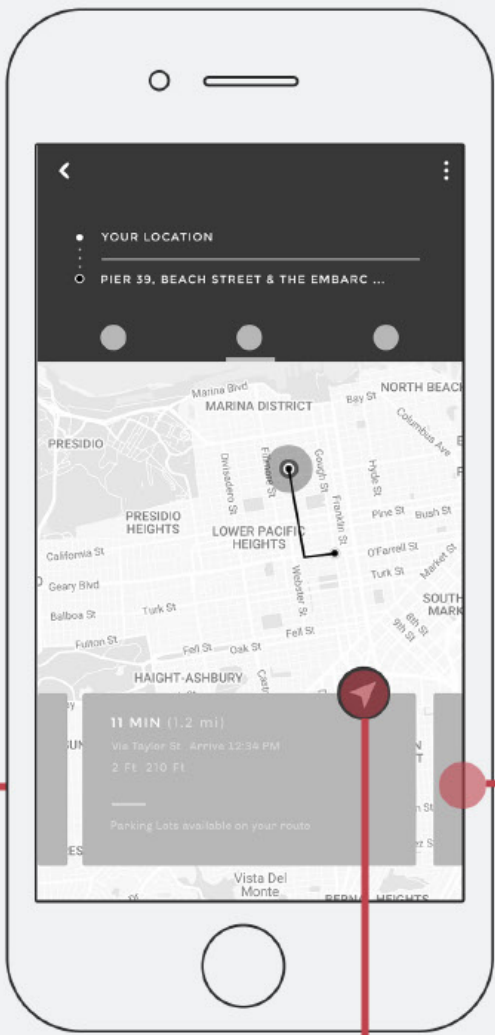 YOUR LOCATION
PIER 39, BEACH STREET & THE EMBARC ...
Marina Blvd
NORTH BEACH
MARINA DISTRICT
Bay St
Columbus Ave
PRESIDIO
Divisadero St
Fillmore St
Gough St
Hyde St
Franklin St
PRESIDIO
HEIGHTS
Pine St
Bush St
LOWER PACIFIC
HEIGHTS
California St
O'Farrell St
Market St
Geary Blvd
Turk St
Webster St
Balboa St
Turk St
SOUTH
MARK
8th St
9th St
Fulton St
Fell St
Oak St
Fell St
HAIGHT-ASHBURY
Castr
11 MIN (1.2 mi)
Via Taylor St. Arrive 12:34 PM
2 Ft. 210 Ft
Parking Lots available on your route
Vista Del
Monte
BERNAL HEIGHTS